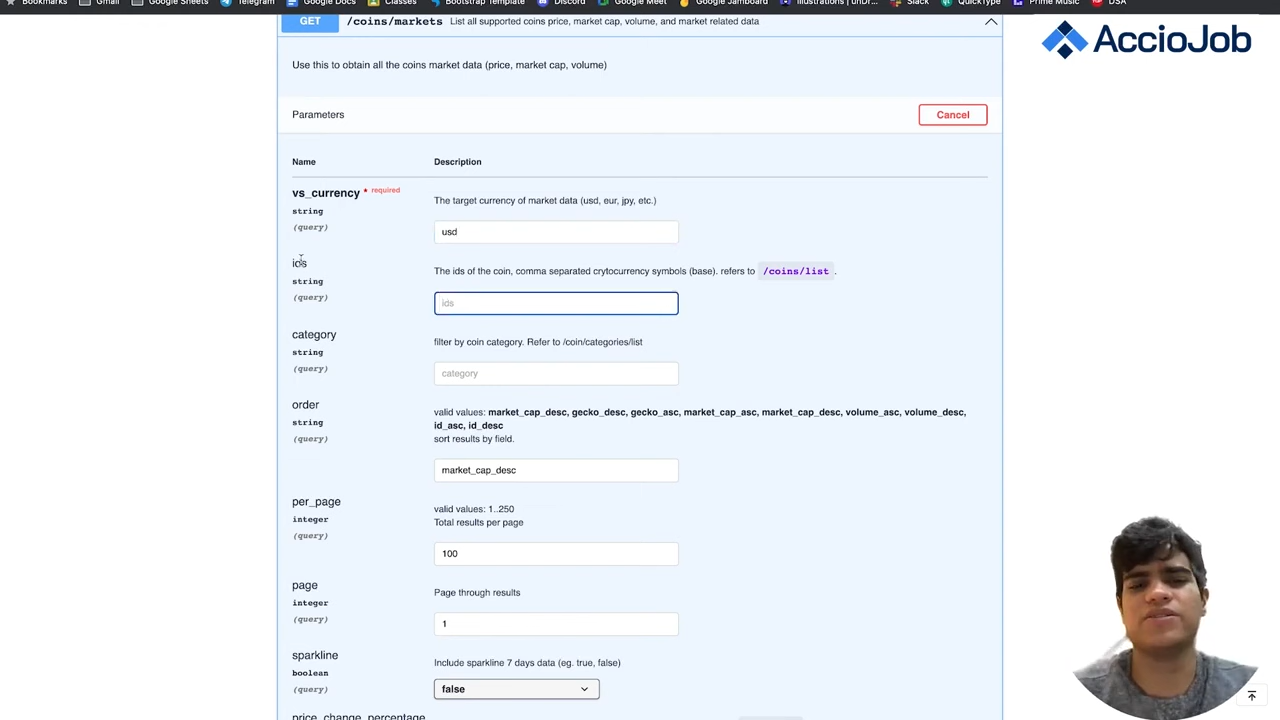 Bookmarks Gmail Google Sheets Telegram Google Docs Classes Bootstrap Template Discord Google Meet Google Jamboard Illustrations | unDr... Slack QuickType Prime Music DSA
GET /coins/markets List all supported coins price, market cap, volume, and market related data
AccioJob
Use this to obtain all the coins market data (price, market cap, volume)
Parameters Cancel
Name Description
vs_currency * required
The target currency of market data (usd, eur, jpy, etc.)
string
(query)
usd
ids
The ids of the coin, comma separated crytocurrency symbols (base). refers to /coins/list .
string
(query)
ids
category
filter by coin category. Refer to /coin/categories/list
string
(query)
category
order
valid values: market_cap_desc, gecko_desc, gecko_asc, market_cap_asc, market_cap_desc, volume_asc, volume_desc,
string
id_asc, id_desc
(query)
sort results by field.
market_cap_desc
per_page
valid values: 1..250
integer
Total results per page
(query)
100
page
Page through results
integer
(query)
1
sparkline
Include sparkline 7 days data (eg. true, false)
boolean
(query)
false
price_change_percentage